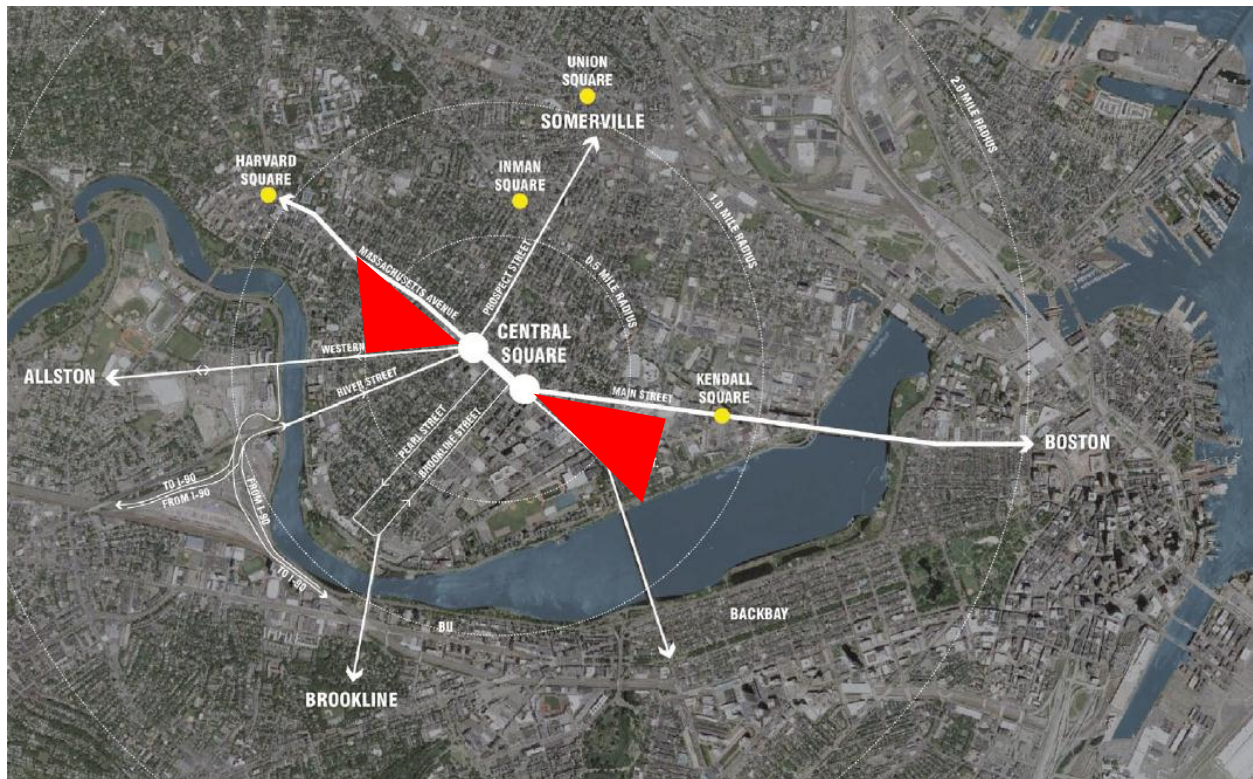 UNION
SQUARE
SOMERVILLE
2.0 MILE RADIUS
HARVARD
SQUARE
INMAN
SQUARE
1.0 MILE RADIUS
MASSACHUSETTS AVENUE
PROSPECT STREET
0.5 MILE RADIUS
CENTRAL
SQUARE
WESTERN
ALLSTON
RIVER STREET
MAIN STREET
KENDALL
SQUARE
BOSTON
PEARL STREET
BROOKLINE STREET
TO I-90
FROM I-90
FROM I-90
TO I-90
BACKBAY
BU
BROOKLINE